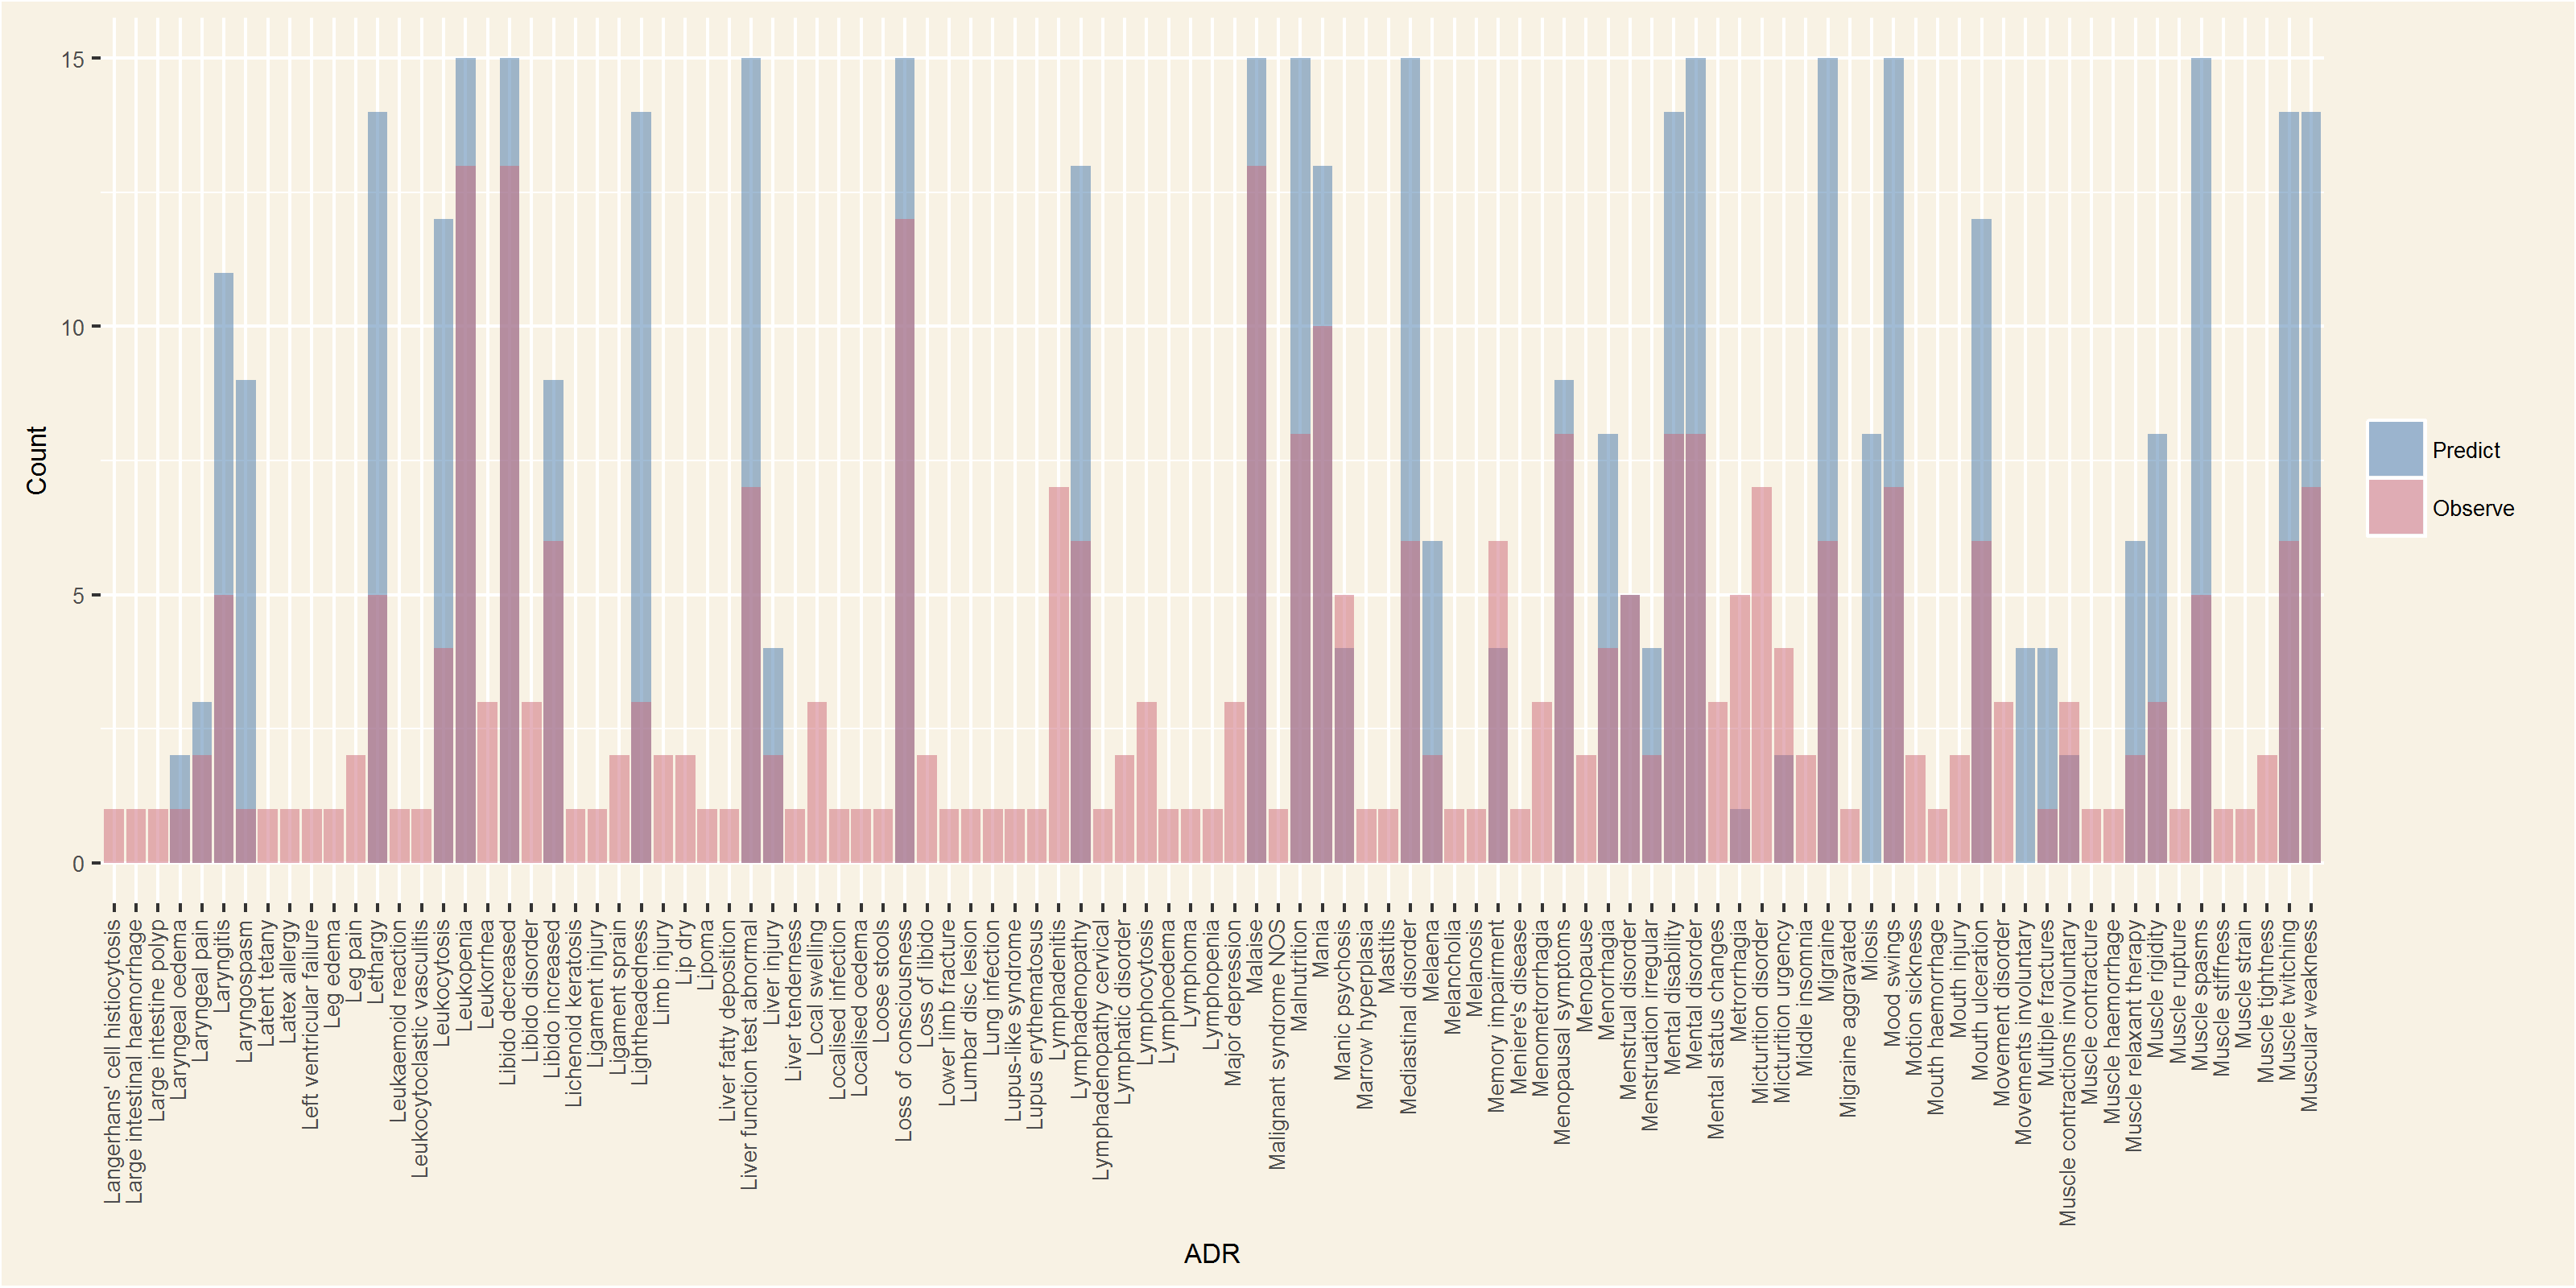 15
10
5
0
Count
Predict
Observe
Langerhans' cell histiocytosis
Large intestinal haemorrhage
Large intestine polyp
Laryngeal oedema
Laryngeal pain
Laryngitis
Laryngospasm
Latent tetany
Latex allergy
Left ventricular failure
Leg edema
Leg pain
Lethargy
Leukaemoid reaction
Leukocytoclastic vasculitis
Leukocytosis
Leukopenia
Leukorrhea
Libido decreased
Libido disorder
Libido increased
Lichenoid keratosis
Ligament injury
Ligament sprain
Lightheadedness
Limb injury
Lip dry
Lipoma
Liver fatty deposition
Liver function test abnormal
Liver injury
Liver tenderness
Local swelling
Localised infection
Localised oedema
Loose stools
Loss of consciousness
Loss of libido
Lower limb fracture
Lumbar disc lesion
Lung infection
Lupus-like syndrome
Lupus erythematosus
Lymphadenitis
Lymphadenopathy
Lymphadenopathy cervical
Lymphatic disorder
Lymphocytosis
Lymphoedema
Lymphoma
Lymphopenia
Major depression
Malaise
Malignant syndrome NOS
Malnutrition
Mania
Manic psychosis
Marrow hyperplasia
Mastitis
Mediastinal disorder
Melaena
Melancholia
Melanosis
Memory impairment
Meniere's disease
Menometrorrhagia
Menopausal symptoms
Menopause
Menorrhagia
Menstrual disorder
Menstruation irregular
Mental disability
Mental disorder
Mental status changes
Metrorrhagia
Micturition disorder
Micturition urgency
Middle insomnia
Migraine
Migraine aggravated
Miosis
Mood swings
Motion sickness
Mouth haemorrhage
Mouth injury
Mouth ulceration
Movement disorder
Movements involuntary
Multiple fractures
Muscle contractions involuntary
Muscle contracture
Muscle haemorrhage
Muscle relaxant therapy
Muscle rigidity
Muscle rupture
Muscle spasms
Muscle stiffness
Muscle strain
Muscle tightness
Muscle twitching
Muscular weakness
ADR